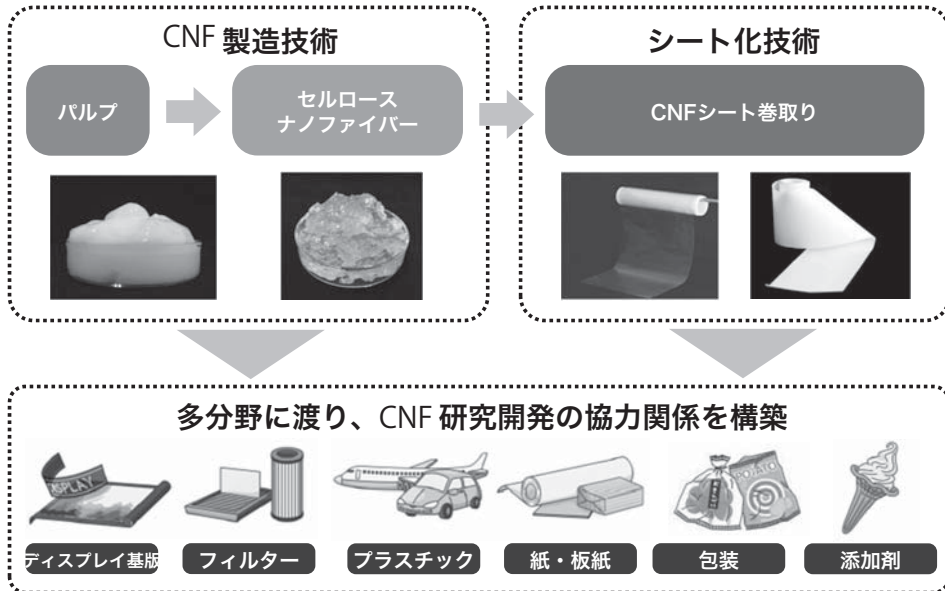 CNF 製造技術
シート化技術
パルプ
セルロース
ナノファイバー
CNFシート巻取り
多分野に渡り、CNF 研究開発の協力関係を構築
ディスプレイ基版
フィルター
プラスチック
紙・板紙
包装
添加剤